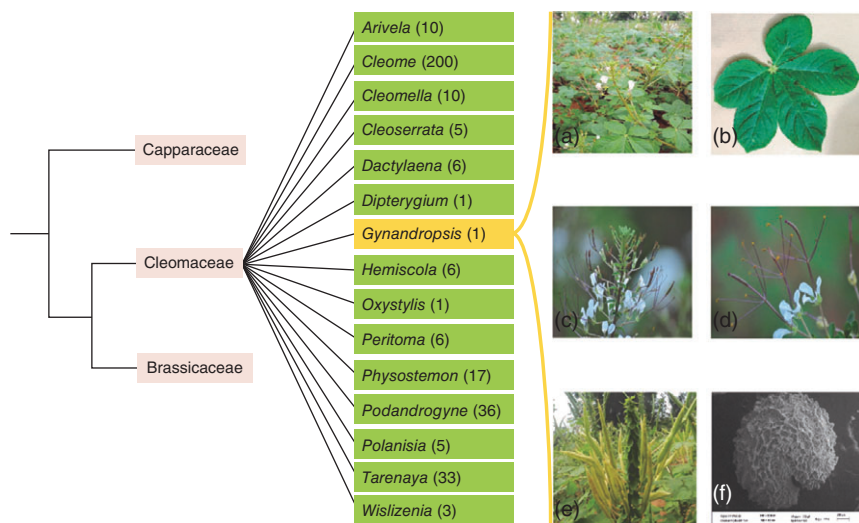 Capparaceae
Cleomaceae
Brassicaceae
Arivela (10)
Cleome (200)
Cleomella (10)
Cleoserrata (5)
Dactylaena (6)
Dipterygium (1)
Gynandropsis (1)
Hemiscola (6)
Oxystylis (1)
Peritoma (6)
Physostemon (17)
Podandrogyne (36)
Polanisia (5)
Tarenaya (33)
Wislizenia (3)
(a)
(b)
(c)
(d)
(e)
(f)